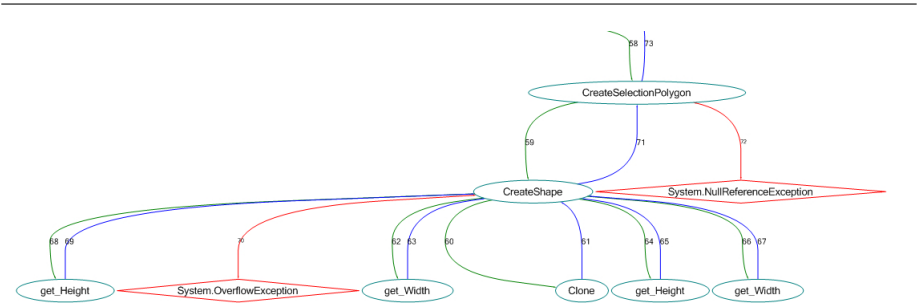 58 73
CreateSelectionPolygon
59 71 72
CreateShape System.NullReferenceException
68 69 70 62 63 60 61 64 65 66 67
get_Height System.OverflowException get_Width Clone get_Height get_Width